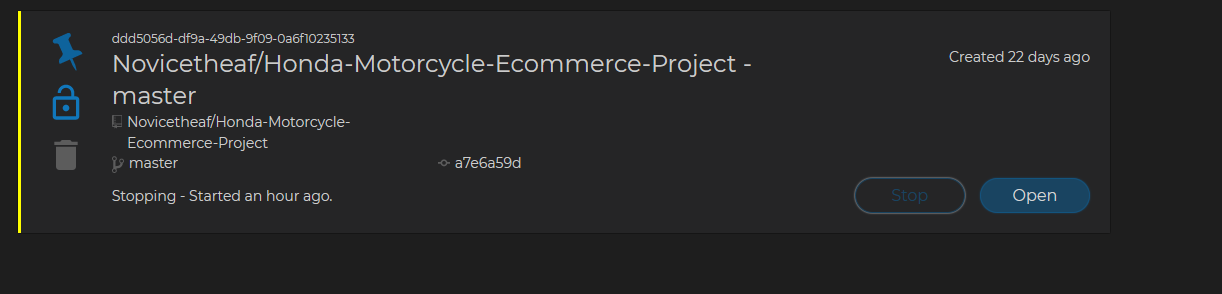 ddd5056d-df9a-49db-9f09-0a6f10235133
Novicetheaf/Honda-Motorcycle-Ecommerce-Project -
master
Created 22 days ago
Novicetheaf/Honda-Motorcycle-
Ecommerce-Project
master
a7e6a59d
Stopping - Started an hour ago.
Stop
Open